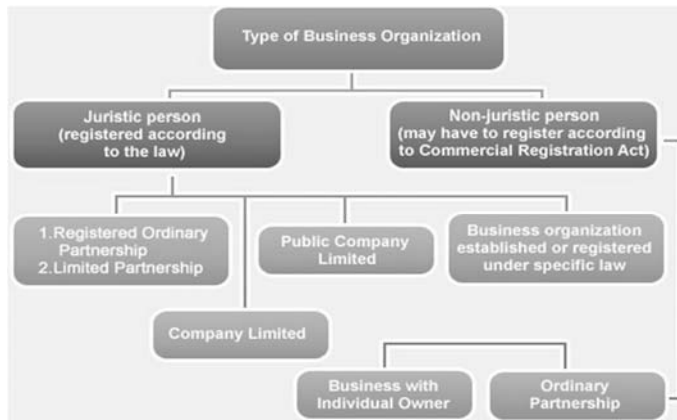 Type of Business Organization
Juristic person
(registered according
to the law)
Non-juristic person
(may have to register according
to Commercial Registration Act)
1.Registered Ordinary
Partnership
2.Limited Partnership
Public Company
Limited
Business organization
established or registered
under specific law
Company Limited
Business with
Individual Owner
Ordinary
Partnership